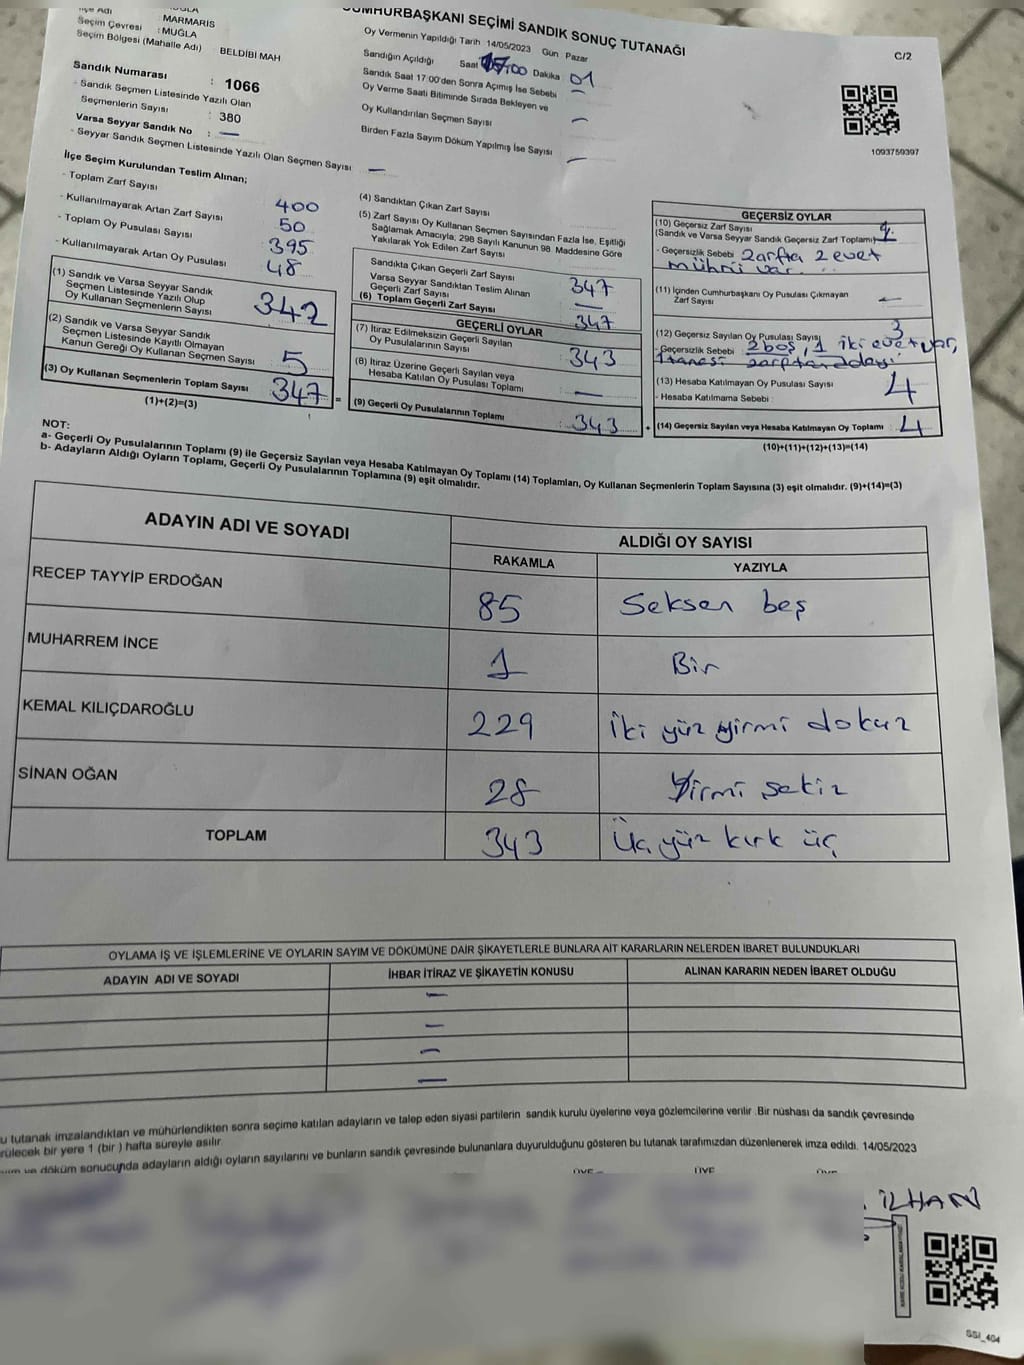 CUMHURBAŞKANI SEÇİMİ SANDIK SONUÇ TUTANAĞI
C/2
İlçe Adı : MARMARIS
Seçim Çevresi : MUĞLA
Seçim Bölgesi (Mahalle Adı) : BELDİBİ MAH
Sandık Numarası : 1066
- Sandık Seçmen Listesinde Yazılı Olan
Seçmenlerin Sayısı : 380
Varsa Seyyar Sandık No : —
- Seyyar Sandık Seçmen Listesinde Yazılı Olan Seçmen Sayısı —
Oy Vermenin Yapıldığı Tarih 14/05/2023 Gün Pazar
Sandığın Açıldığı Saat 17:00 Dakika 01
Sandık Saat 17:00'den Sonra Açımış İse Sebebi —
Oy Verme Saati Bitiminde Sırada Bekleyen ve
Oy Kullandırılan Seçmen Sayısı —
Birden Fazla Sayım Döküm Yapılmış İse Sayısı —
1093759397
İlçe Seçim Kurulundan Teslim Alınan;
- Toplam Zarf Sayısı 400
- Kullanılmayarak Artan Zarf Sayısı 50
- Toplam Oy Pusulası Sayısı 395
- Kullanılmayarak Artan Oy Pusulası 48
(1) Sandık ve Varsa Seyyar Sandık
Seçmen Listesinde Yazılı Olup
Oy Kullanan Seçmenlerin Sayısı 342
(2) Sandık ve Varsa Seyyar Sandık
Seçmen Listesinde Kayıtlı Olmayan
Kanun Gereği Oy Kullanan Seçmen Sayısı 5
(3) Oy Kullanan Seçmenlerin Toplam Sayısı 347 =
(1)+(2)=(3)
(4) Sandıktan Çıkan Zarf Sayısı
(5) Zarf Sayısı Oy Kullanan Seçmen Sayısından Fazla İse, Eşitliği
Sağlamak Amacıyla, 298 Sayılı Kanunun 98. Maddesine Göre
Yakılarak Yok Edilen Zarf Sayısı
Sandıkta Çıkan Geçerli Zarf Sayısı 347
Varsa Seyyar Sandıktan Teslim Alınan
Geçerli Zarf Sayısı —
(6) Toplam Geçerli Zarf Sayısı 347
GEÇERLİ OYLAR
(7) İtiraz Edilmeksizin Geçerli Sayılan
Oy Pusulalarının Sayısı 343
(8) İtiraz Üzerine Geçerli Sayılan veya
Hesaba Katılan Oy Pusulası Toplamı —
(9) Geçerli Oy Pusulalarının Toplamı 343 +
GEÇERSİZ OYLAR
(10) Geçersiz Zarf Sayısı
(Sandık ve Varsa Seyyar Sandık Geçersiz Zarf Toplamı)
- Geçersizlik Sebebi zarfta 2 evet
mührü var.
(11) İçinden Cumhurbaşkanı Oy Pusulası Çıkmayan
Zarf Sayısı —
(12) Geçersiz Sayılan Oy Pusulası Sayısı 3
- Geçersizlik Sebebi 2 boş, 1 iki evet var,
1 tanesi
(13) Hesaba Katılmayan Oy Pusulası Sayısı 4
- Hesaba Katılmama Sebebi :
(14) Geçersiz Sayılan veya Hesaba Katılmayan Oy Toplamı : 4
(10)+(11)+(12)+(13)=(14)
NOT:
a- Geçerli Oy Pusulalarının Toplamı (9) ile Geçersiz Sayılan veya Hesaba Katılmayan Oy Toplamı (14) Toplamları, Oy Kullanan Seçmenlerin Toplam Sayısına (3) eşit olmalıdır. (9)+(14)=(3)
b- Adayların Aldığı Oyların Toplamı, Geçerli Oy Pusulalarının Toplamına (9) eşit olmalıdır.
ADAYIN ADI VE SOYADI
ALDIĞI OY SAYISI
RAKAMLA YAZIYLA
RECEP TAYYİP ERDOĞAN 85 Seksen beş
MUHARREM İNCE 1 Bir
KEMAL KILIÇDAROĞLU 229 İki yüz yirmi dokuz
SİNAN OĞAN 28 Yirmi sekiz
TOPLAM 343 Üç yüz kırk üç
OYLAMA İŞ VE İŞLEMLERİNE VE OYLARIN SAYIM VE DÖKÜMÜNE DAİR ŞİKAYETLERLE BUNLARA AİT KARARLARIN NELERDEN İBARET BULUNDUKLARI
ADAYIN ADI VE SOYADI İHBAR İTİRAZ VE ŞİKAYETİN KONUSU ALINAN KARARIN NEDEN İBARET OLDUĞU
—
—
—
—
u tutanak imzalandıktan ve mühürlendikten sonra seçime katılan adayların ve talep eden siyasi partilerin sandık kurulu üyelerine veya gözlemcilerine verilir. Bir nüshası da sandık çevresinde
rülecek bir yere 1 (bir ) hafta süreyle asılır.
yım ve döküm sonucunda adayların aldığı oyların sayılarını ve bunların sandık çevresinde bulunanlara duyurulduğunu gösteren bu tutanak tarafımızdan düzenlenerek imza edildi. 14/05/2023
ÜYE ÜYE ÜYE
İLHAN
SSI_404